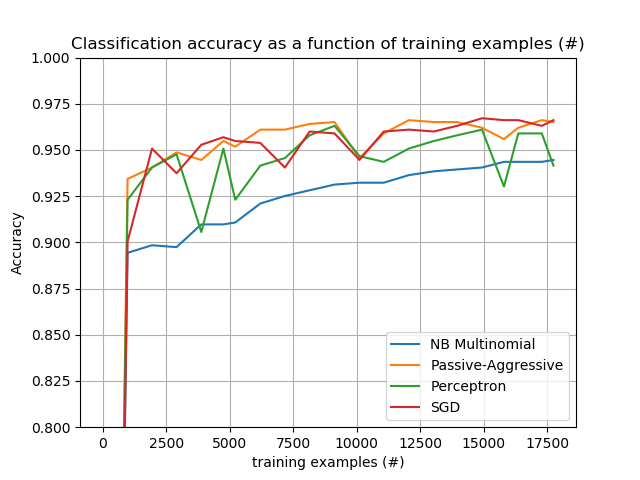 Classification accuracy as a function of training examples (#)
1.000
0.975
0.950
0.925
0.900
0.875
0.850
0.825
0.800
Accuracy
NB Multinomial
Passive-Aggressive
Perceptron
SGD
0 2500 5000 7500 10000 12500 15000 17500
training examples (#)